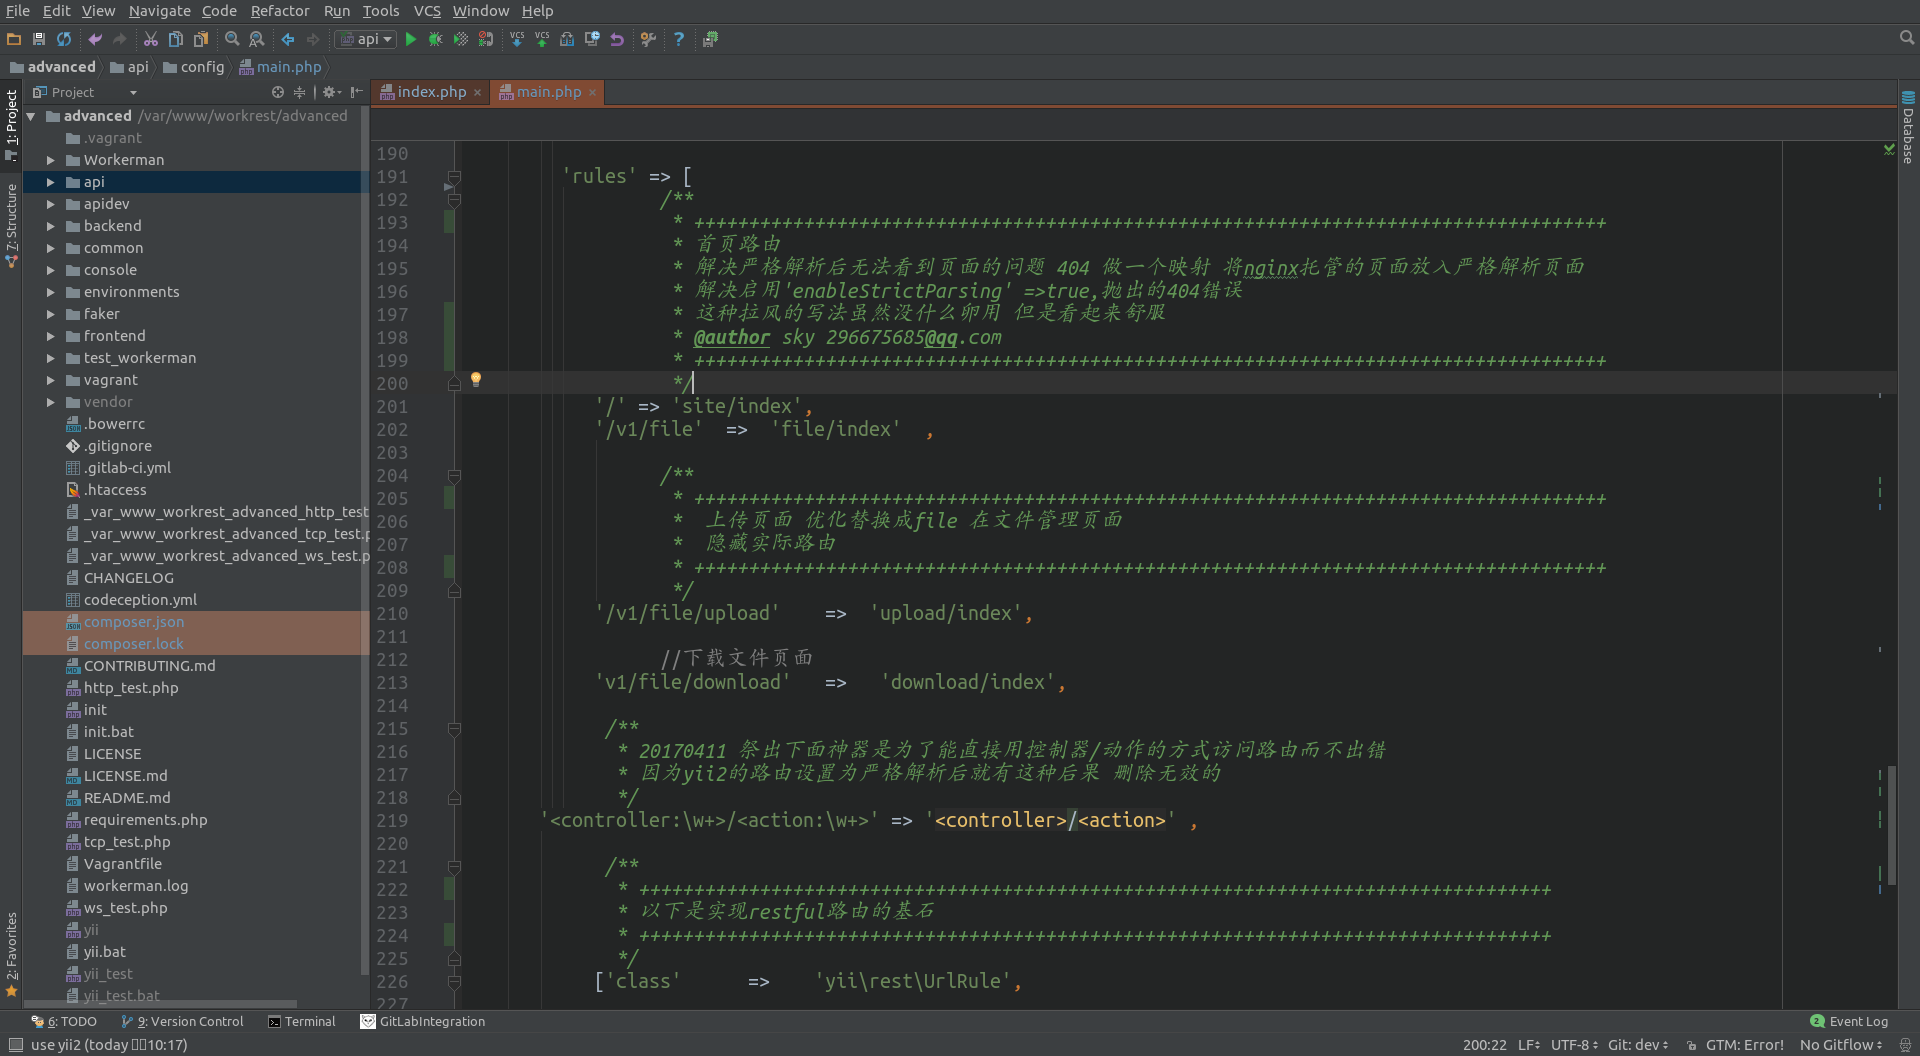 File Edit View Navigate Code Refactor Run Tools VCS Window Help
api
advanced api config main.php
Project index.php × main.php ×
1: Project
7: Structure
2: Favorites
Database
advanced /var/www/workrest/advanced
.vagrant
Workerman
api
apidev
backend
common
console
environments
faker
frontend
test_workerman
vagrant
vendor
.bowerrc
.gitignore
.gitlab-ci.yml
.htaccess
_var_www_workrest_advanced_http_test
_var_www_workrest_advanced_tcp_test.p
_var_www_workrest_advanced_ws_test.p
CHANGELOG
codeception.yml
composer.json
composer.lock
CONTRIBUTING.md
http_test.php
init
init.bat
LICENSE
LICENSE.md
README.md
requirements.php
tcp_test.php
Vagrantfile
workerman.log
ws_test.php
yii
yii.bat
yii_test
yii_test.bat
190
191 'rules' => [
192 /**
193 * +++++++++++++++++++++++++++++++++++++++++++++++++++++++++++++++++++++++++++++++++++
194 * 首页路由
195 * 解决严格解析后无法看到页面的问题 404 做一个映射 将nginx托管的页面放入严格解析页面
196 * 解决启用'enableStrictParsing' =>true,抛出的404错误
197 * 这种拉风的写法虽然没什么卵用 但是看起来舒服
198 * @author sky 296675685@qq.com
199 * +++++++++++++++++++++++++++++++++++++++++++++++++++++++++++++++++++++++++++++++++++
200 */
201 '/' => 'site/index',
202 '/v1/file' => 'file/index' ,
203
204 /**
205 * +++++++++++++++++++++++++++++++++++++++++++++++++++++++++++++++++++++++++++++++++++
206 * 上传页面 优化替换成file 在文件管理页面
207 * 隐藏实际路由
208 * +++++++++++++++++++++++++++++++++++++++++++++++++++++++++++++++++++++++++++++++++++
209 */
210 '/v1/file/upload' => 'upload/index',
211
212 //下载文件页面
213 'v1/file/download' => 'download/index',
214
215 /**
216 * 20170411 祭出下面神器是为了能直接用控制器/动作的方式访问路由而不出错
217 * 因为yii2的路由设置为严格解析后就有这种后果 删除无效的
218 */
219 '<controller:\w+>/<action:\w+>' => '<controller>/<action>' ,
220
221 /**
222 * +++++++++++++++++++++++++++++++++++++++++++++++++++++++++++++++++++++++++++++++++++
223 * 以下是实现restful路由的基石
224 * +++++++++++++++++++++++++++++++++++++++++++++++++++++++++++++++++++++++++++++++++++
225 */
226 ['class' => 'yii\rest\UrlRule',
227
6: TODO 9: Version Control Terminal GitLabIntegration 2 Event Log
use yii2 (today 10:17) 200:22 LF UTF-8 Git: dev GTM: Error! No Gitflow